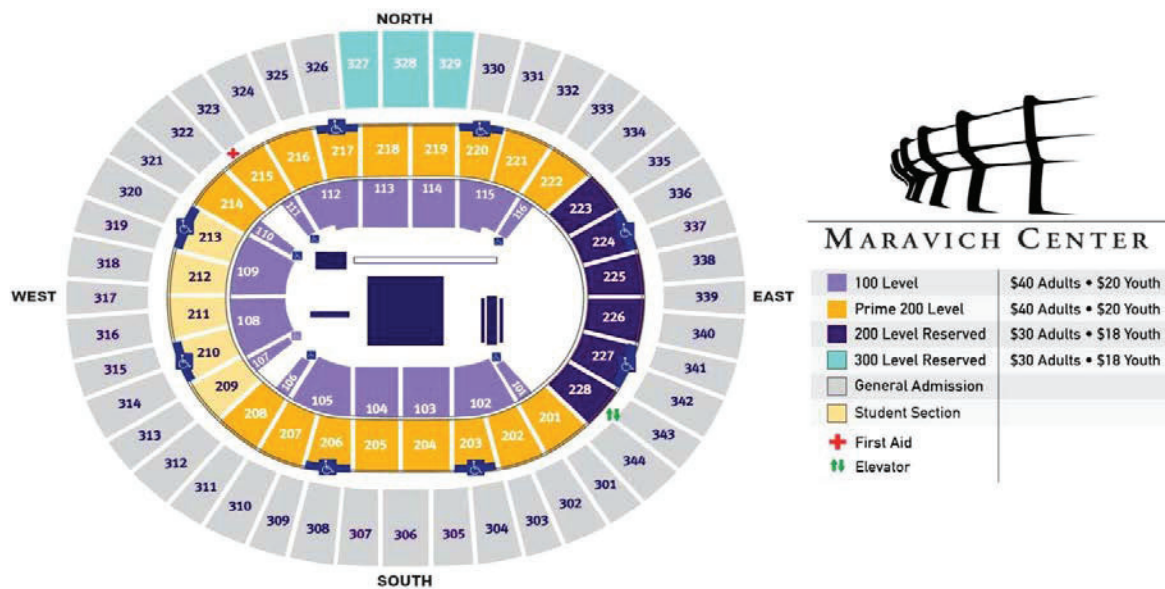 NORTH
326 327 328 329 330
325 331
324 332
323 333
322 334
321 335
320 336
319 337
318 338
317 339
316 340
315 341
314 342
313 343
312 344
311 301
310 302
309 303
308 304
307 306 305
216 217 218 219 220 221
215 222
214 223
213 224
212 225
211 226
210 227
209 228
208 201
207 206 205 204 203 202
111 112 113 114 115 116
110
109
108
107
106 105 104 103 102 101
WEST
EAST
SOUTH
MARAVICH CENTER
100 Level $40 Adults • $20 Youth
Prime 200 Level $40 Adults • $20 Youth
200 Level Reserved $30 Adults • $18 Youth
300 Level Reserved $30 Adults • $18 Youth
General Admission
Student Section
First Aid
Elevator